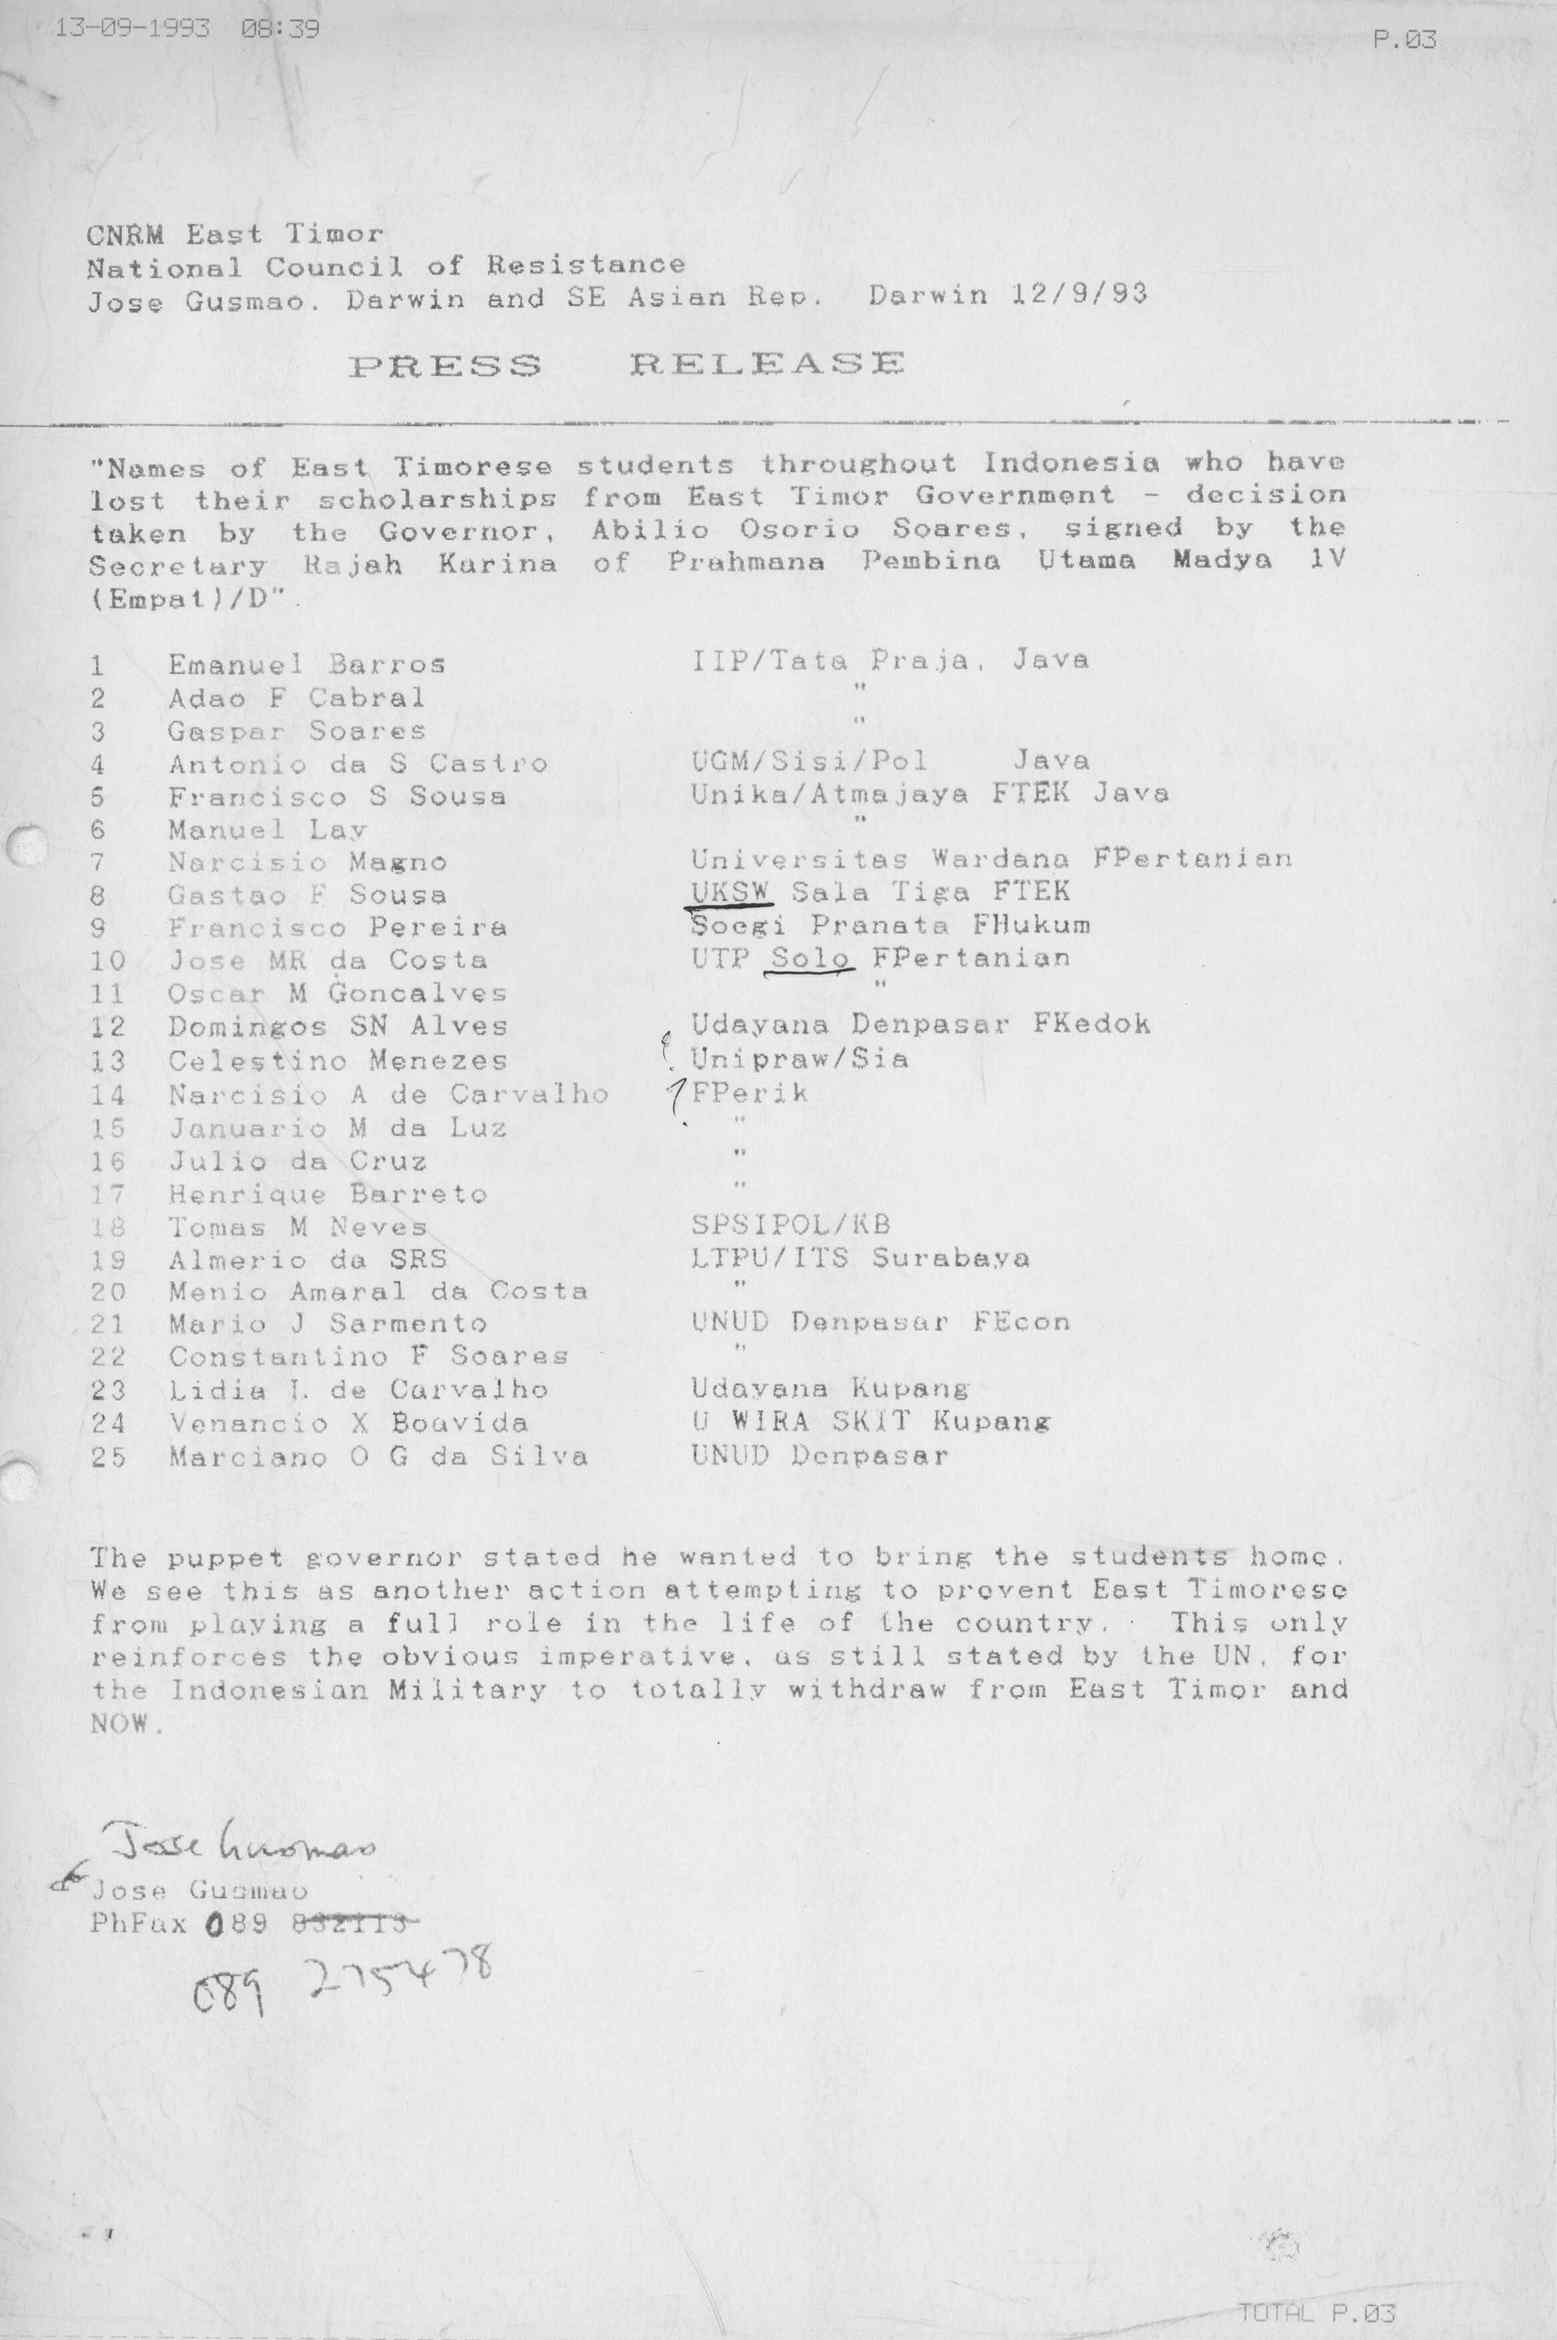 13-09-1993 08:39
P.03
CNRM East Timor
National Council of Resistance
Jose Gusmao. Darwin and SE Asian Rep. Darwin 12/9/93
PRESS RELEASE
"Names of East Timorese students throughout Indonesia who have
lost their scholarships from East Timor Government - decision
taken by the Governor, Abilio Osorio Soares, signed by the
Secretary Rajah Karina of Prahmana Pembina Utama Madya 1V
(Empat)/D".
1 Emanuel Barros IIP/Tata Praja, Java
2 Adao F Cabral "
3 Gaspar Soares "
4 Antonio da S Castro UGM/Sisi/Pol Java
5 Francisco S Sousa Unika/Atmajaya FTEK Java
6 Manuel Lay "
7 Narcisio Magno Universitas Wardana FPertanian
8 Gastao F Sousa UKSW Sala Tiga FTEK
9 Francisco Pereira Soegi Pranata FHukum
10 Jose MR da Costa UTP Solo FPertanian
11 Oscar M Goncalves "
12 Domingos SN Alves Udayana Denpasar FKedok
13 Celestino Menezes ? Unipraw/Sia
14 Narcisio A de Carvalho ? FPerik
15 Januario M da Luz "
16 Julio da Cruz "
17 Henrique Barreto "
18 Tomas M Neves SPSIPOL/KB
19 Almerio da SRS LTPU/ITS Surabaya
20 Menio Amaral da Costa "
21 Mario J Sarmento UNUD Denpasar FEcon
22 Constantino F Soares "
23 Lidia L de Carvalho Udayana Kupang
24 Venancio X Boavida U WIRA SKIT Kupang
25 Marciano O G da Silva UNUD Denpasar
The puppet governor stated he wanted to bring the students home.
We see this as another action attempting to prevent East Timorese
from playing a full role in the life of the country. This only
reinforces the obvious imperative, as still stated by the UN, for
the Indonesian Military to totally withdraw from East Timor and
NOW.
Jose Gusmao
Jose Gusmao
PhFax 089 832113
089 275478
TOTAL P.03